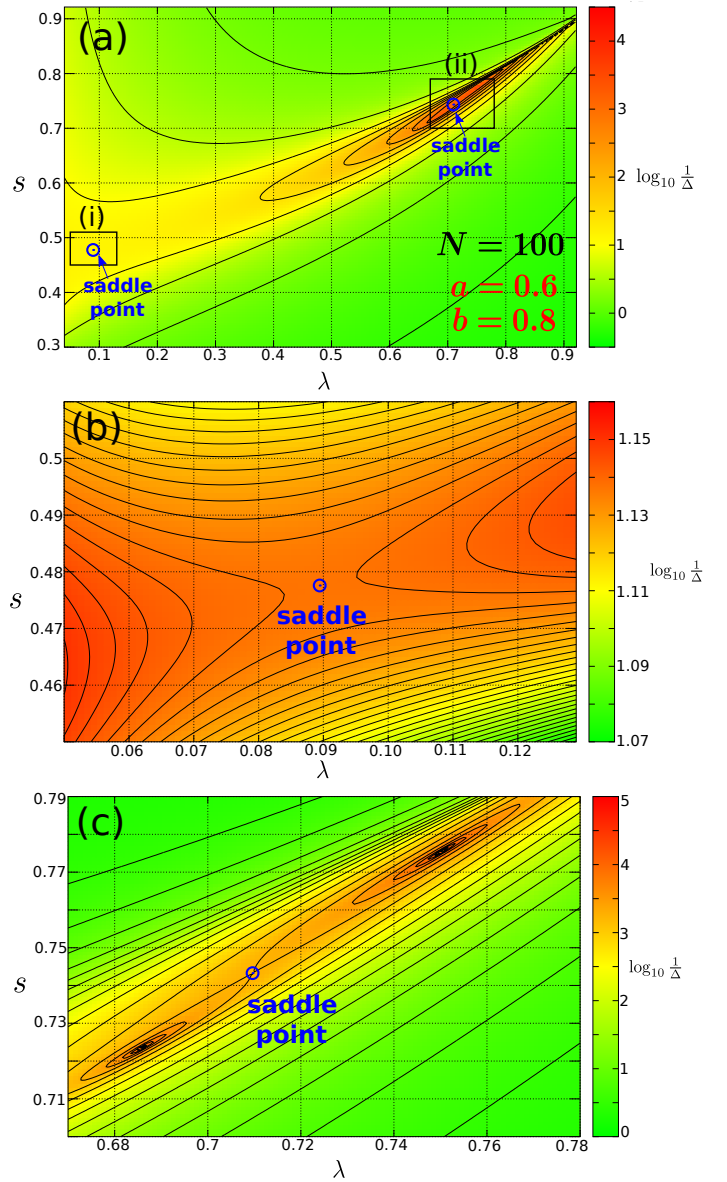 (a)
(ii)
saddle
point
(i)
saddle
point
N = 100
a = 0.6
b = 0.8
0.9
0.8
0.7
s
0.6
0.5
0.4
0.3
0.1 0.2 0.3 0.4 0.5 0.6 0.7 0.8 0.9
λ
4
3
2
1
0
log₁₀ 1/Δ
(b)
saddle
point
0.5
0.49
0.48
s
0.47
0.46
0.06 0.07 0.08 0.09 0.10 0.11 0.12
λ
1.15
1.13
1.11
1.09
1.07
log₁₀ 1/Δ
(c)
saddle
point
0.79
0.77
0.75
s
0.73
0.71
0.68 0.7 0.72 0.74 0.76 0.78
λ
5
4
3
2
1
0
log₁₀ 1/Δ